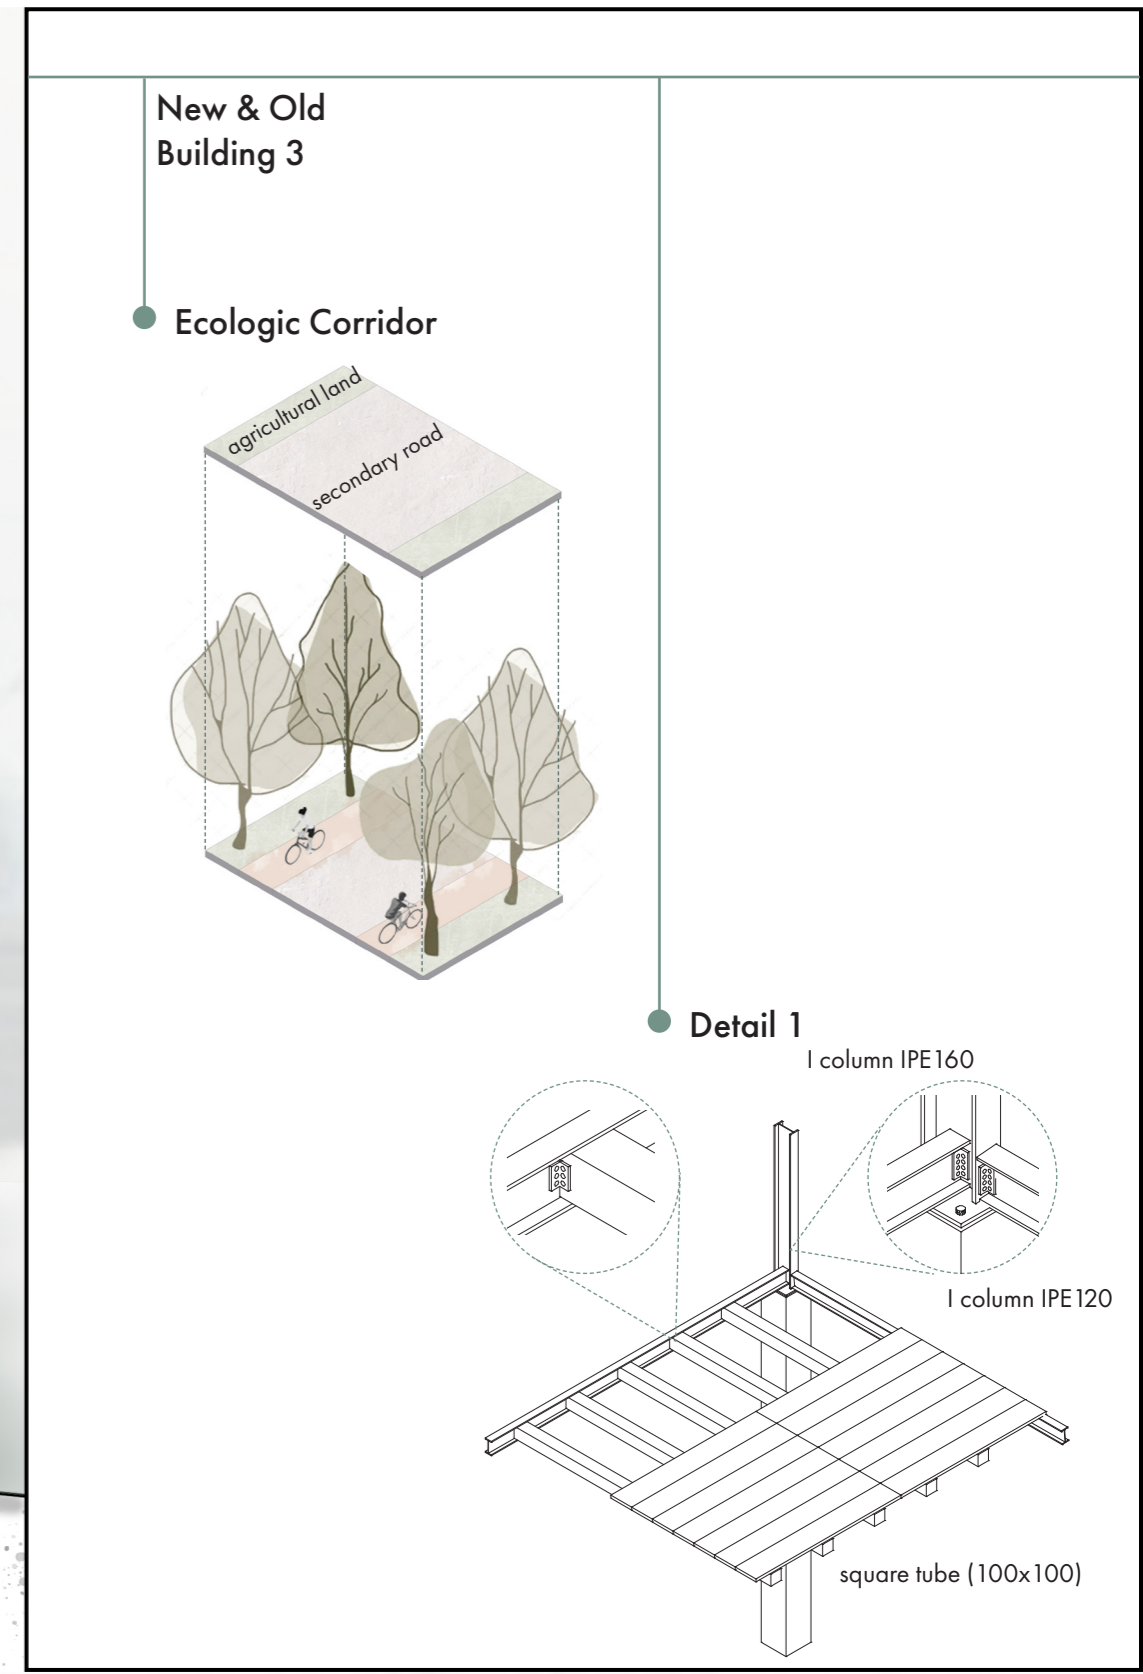 New & Old
Building 3
Ecologic Corridor
agricultural land
secondary road
Detail 1
I column IPE160
I column IPE120
square tube (100x100)